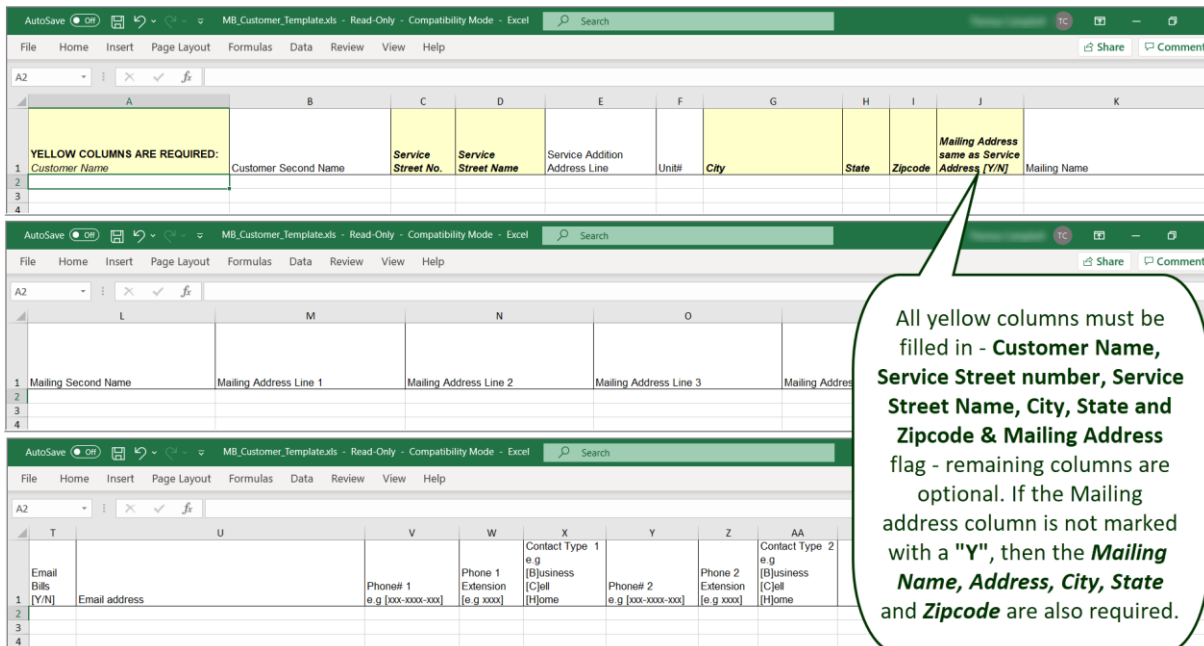 AutoSave Off MB_Customer_Template.xls - Read-Only - Compatibility Mode - Excel Search TC
File Home Insert Page Layout Formulas Data Review View Help Share Comment
A2 fx
A B C D E F G H I J K
YELLOW COLUMNS ARE REQUIRED:
1 Customer Name
Customer Second Name
Service
Street No.
Service
Street Name
Service Addition
Address Line
Unit#
City
State
Zipcode
Mailing Address
same as Service
Address [Y/N]
Mailing Name
2
3
4
AutoSave Off MB_Customer_Template.xls - Read-Only - Compatibility Mode - Excel Search TC
File Home Insert Page Layout Formulas Data Review View Help Share Comment
A2 fx
L M N O
1 Mailing Second Name Mailing Address Line 1 Mailing Address Line 2 Mailing Address Line 3 Mailing Addres
2
3
4
AutoSave Off MB_Customer_Template.xls - Read-Only - Compatibility Mode - Excel Search
File Home Insert Page Layout Formulas Data Review View Help
A2 fx
T U V W X Y Z AA
Email
Bills
1 [Y/N]
Email address
Phone# 1
e.g [xxx-xxxx-xxx]
Phone 1
Extension
[e.g xxxx]
Contact Type 1
e.g
[B]usiness
[C]ell
[H]ome
Phone# 2
e.g [xxx-xxxx-xxx]
Phone 2
Extension
[e.g xxxx]
Contact Type 2
e.g
[B]usiness
[C]ell
[H]ome
2
3
4
All yellow columns must be
filled in - Customer Name,
Service Street number, Service
Street Name, City, State and
Zipcode & Mailing Address
flag - remaining columns are
optional. If the Mailing
address column is not marked
with a "Y", then the Mailing
Name, Address, City, State
and Zipcode are also required.